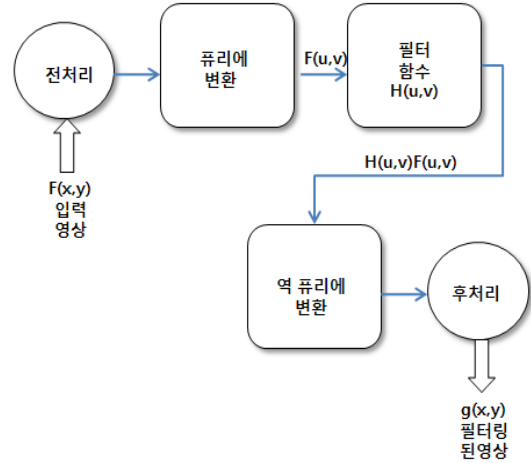 전처리
퓨리에
변환
F(u,v)
필터
함수
H(u,v)
F(x,y)
입력
영상
H(u,v)F(u,v)
역 퓨리에
변환
후처리
g(x,y)
필터링
된영상